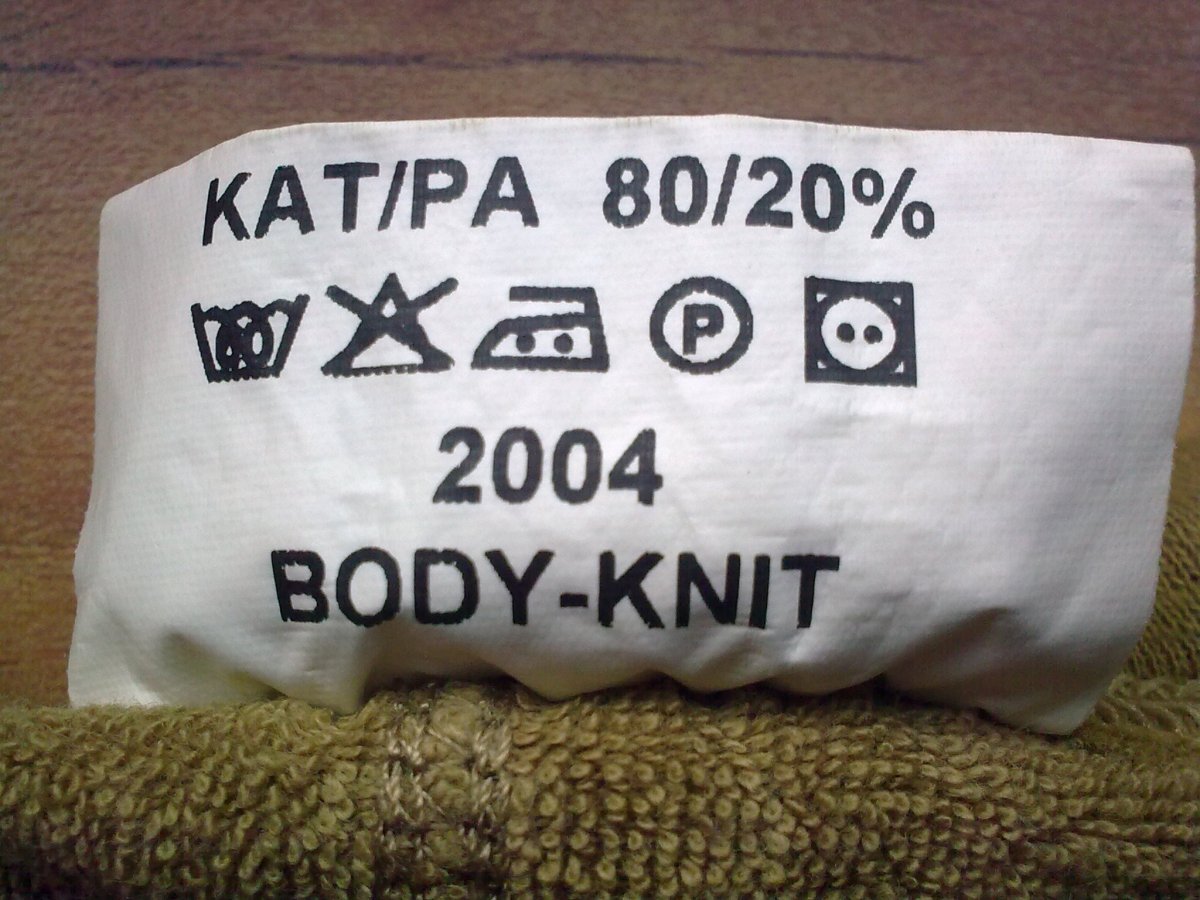 KAT/PA 80/20%
P
2004
BODY-KNIT